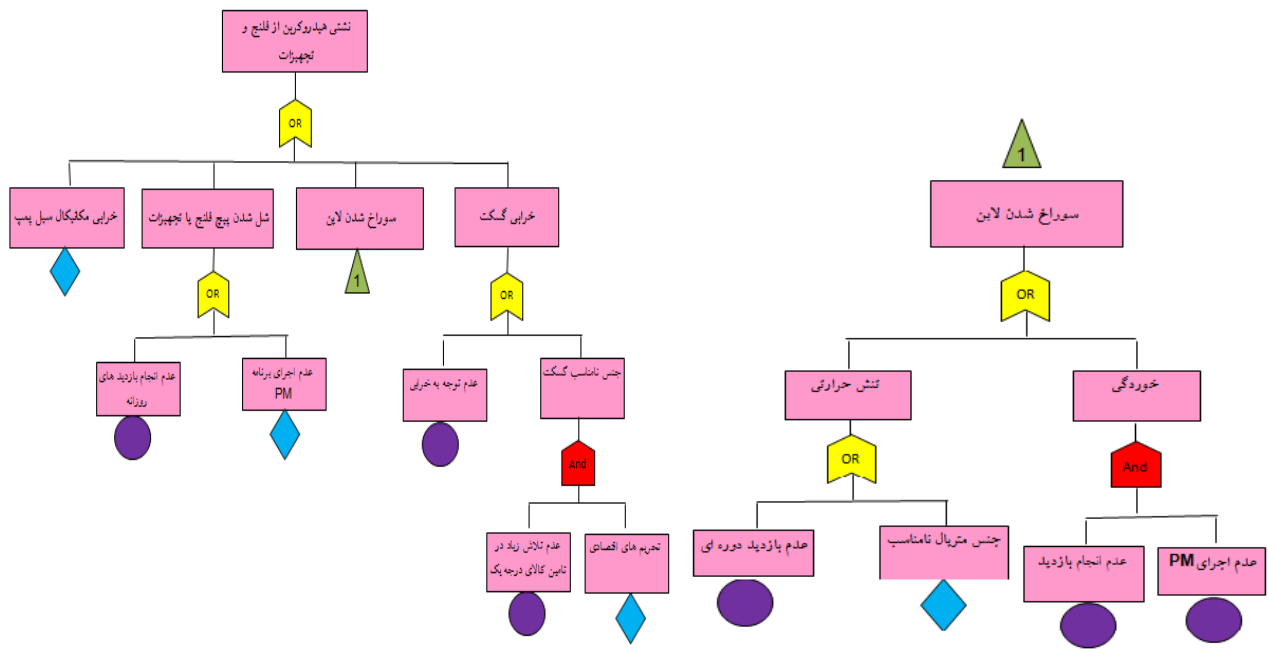 نشتی هیدروکربن از فلنج و
تجهیزات
OR
خرابی مکانیکال سیل پمپ
شل شدن پیچ فلنج یا تجهیزات
سوراخ شدن لاین
خرابی گسکت
OR
1
OR
عدم انجام بازدید های
روزانه
عدم اجرای برنامه
PM
عدم توجه به خرابی
جنس نامناسب گسکت
And
عدم تلاش زیاد در
تامین کالای درجه یک
تحریم های اقتصادی
1
سوراخ شدن لاین
OR
تنش حرارتی
خوردگی
OR
And
عدم بازدید دوره ای
جنس متریال نامناسب
عدم انجام بازدید
عدم اجرای PM